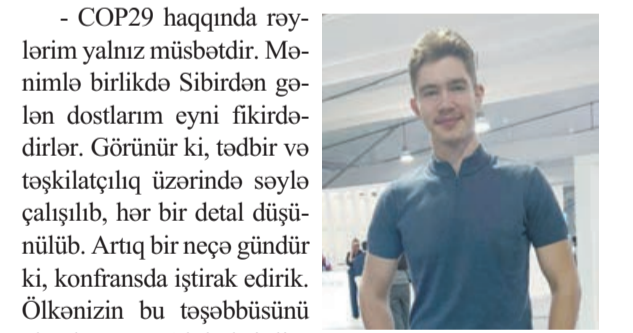 - COP29 haqqında rəy-
lərim yalnız müsbətdir. Mə-
nimlə birlikdə Sibirdən gə-
lən dostlarım eyni fikirdə-
dirlər. Görünür ki, tədbir və
təşkilatçılıq üzərində səylə
çalışılıb, hər bir detal düşü-
nülüb. Artıq bir neçə gündür
ki, konfransda iştirak edirik.
Ölkənizin bu təşəbbüsünü